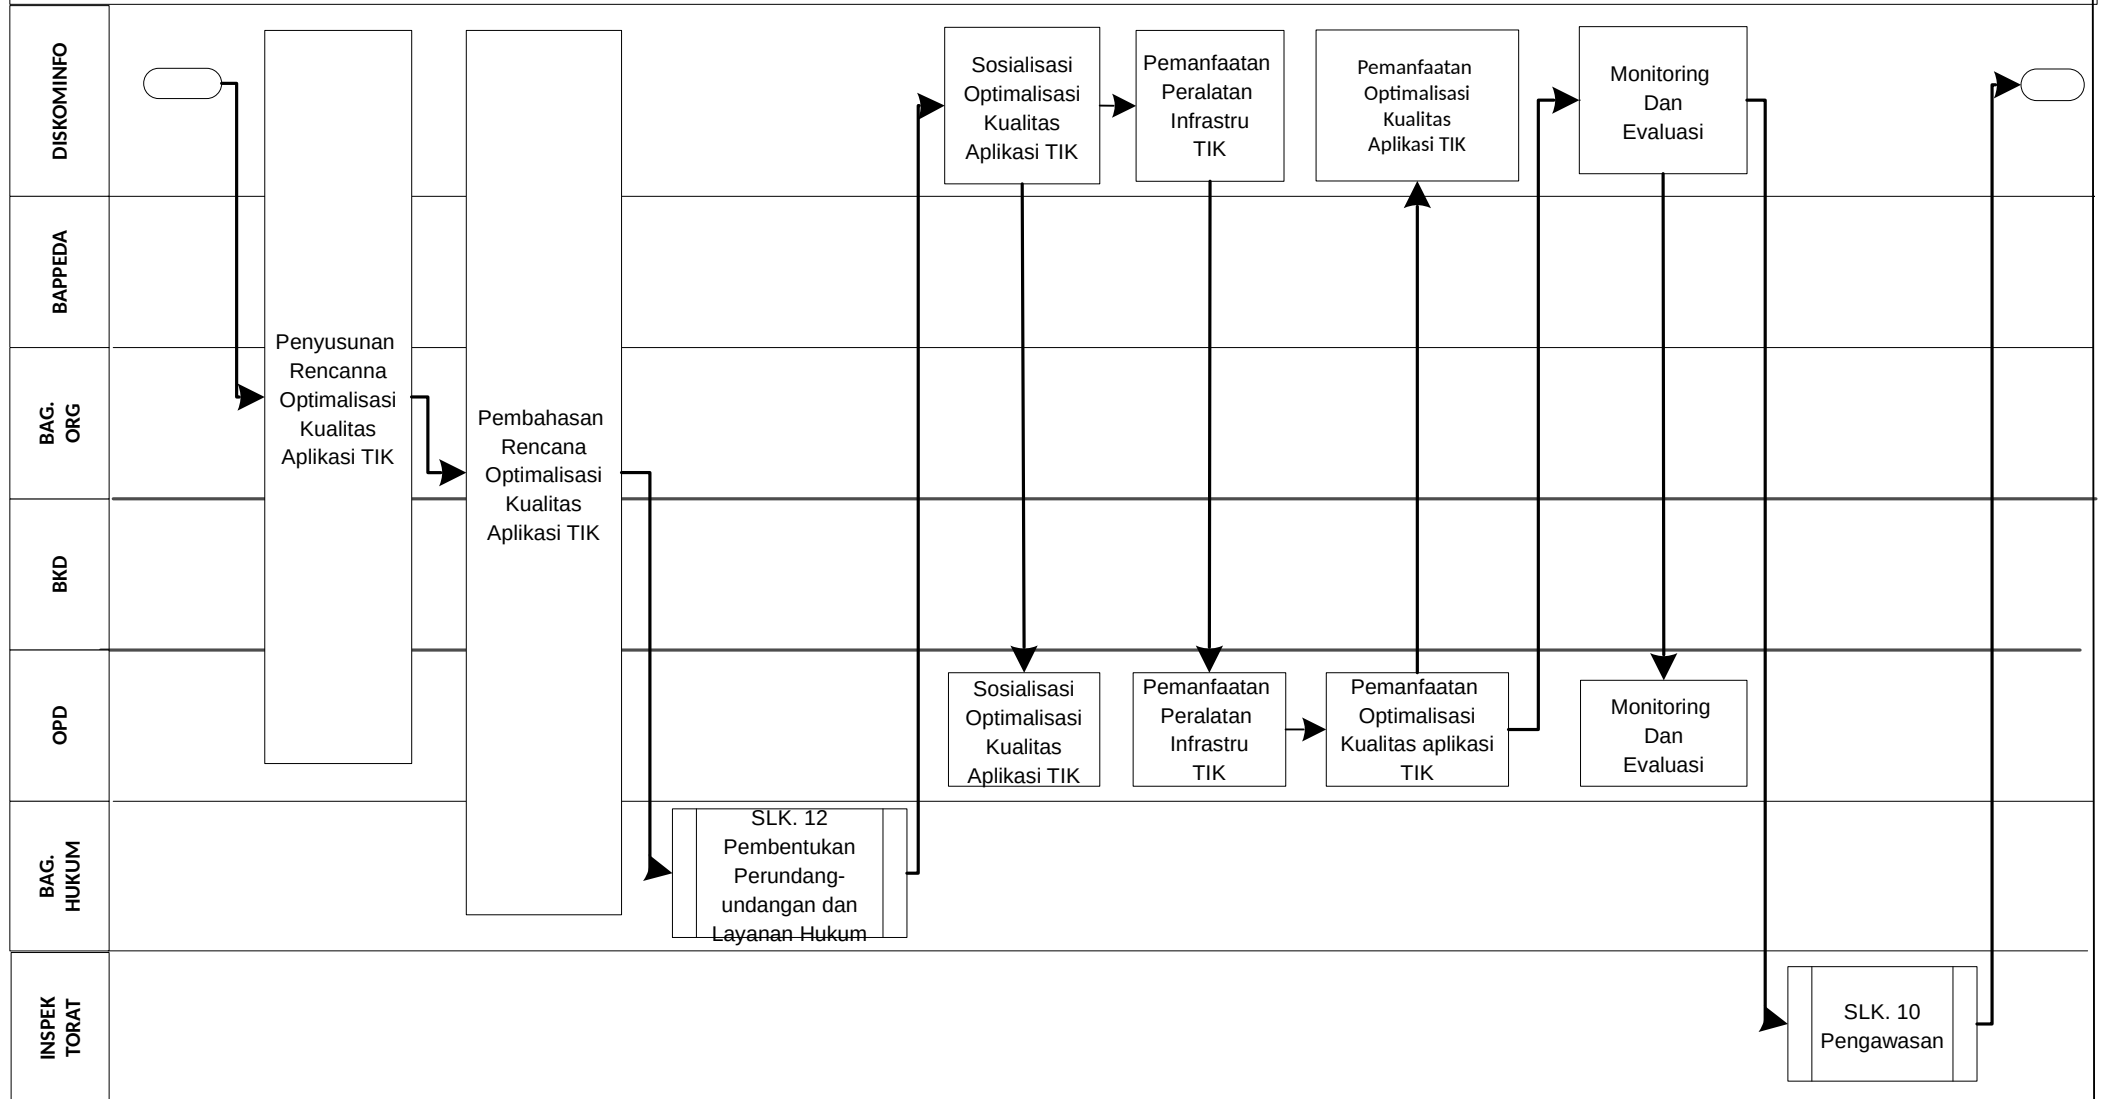 DISKOMINFO
BAPPEDA
BAG.
ORG
BKD
OPD
BAG.
HUKUM
INSPEK
TORAT
Penyusunan
Rencanna
Optimalisasi
Kualitas
Aplikasi TIK
Pembahasan
Rencana
Optimalisasi
Kualitas
Aplikasi TIK
SLK. 12
Pembentukan
Perundang-
undangan dan
Layanan Hukum
Sosialisasi
Optimalisasi
Kualitas
Aplikasi TIK
Sosialisasi
Optimalisasi
Kualitas
Aplikasi TIK
Pemanfaatan
Peralatan
Infrastru
TIK
Pemanfaatan
Peralatan
Infrastru
TIK
Pemanfaatan
Optimalisasi
Kualitas aplikasi
TIK
Pemanfaatan
Optimalisasi
Kualitas
Aplikasi TIK
Monitoring
Dan
Evaluasi
Monitoring
Dan
Evaluasi
SLK. 10
Pengawasan